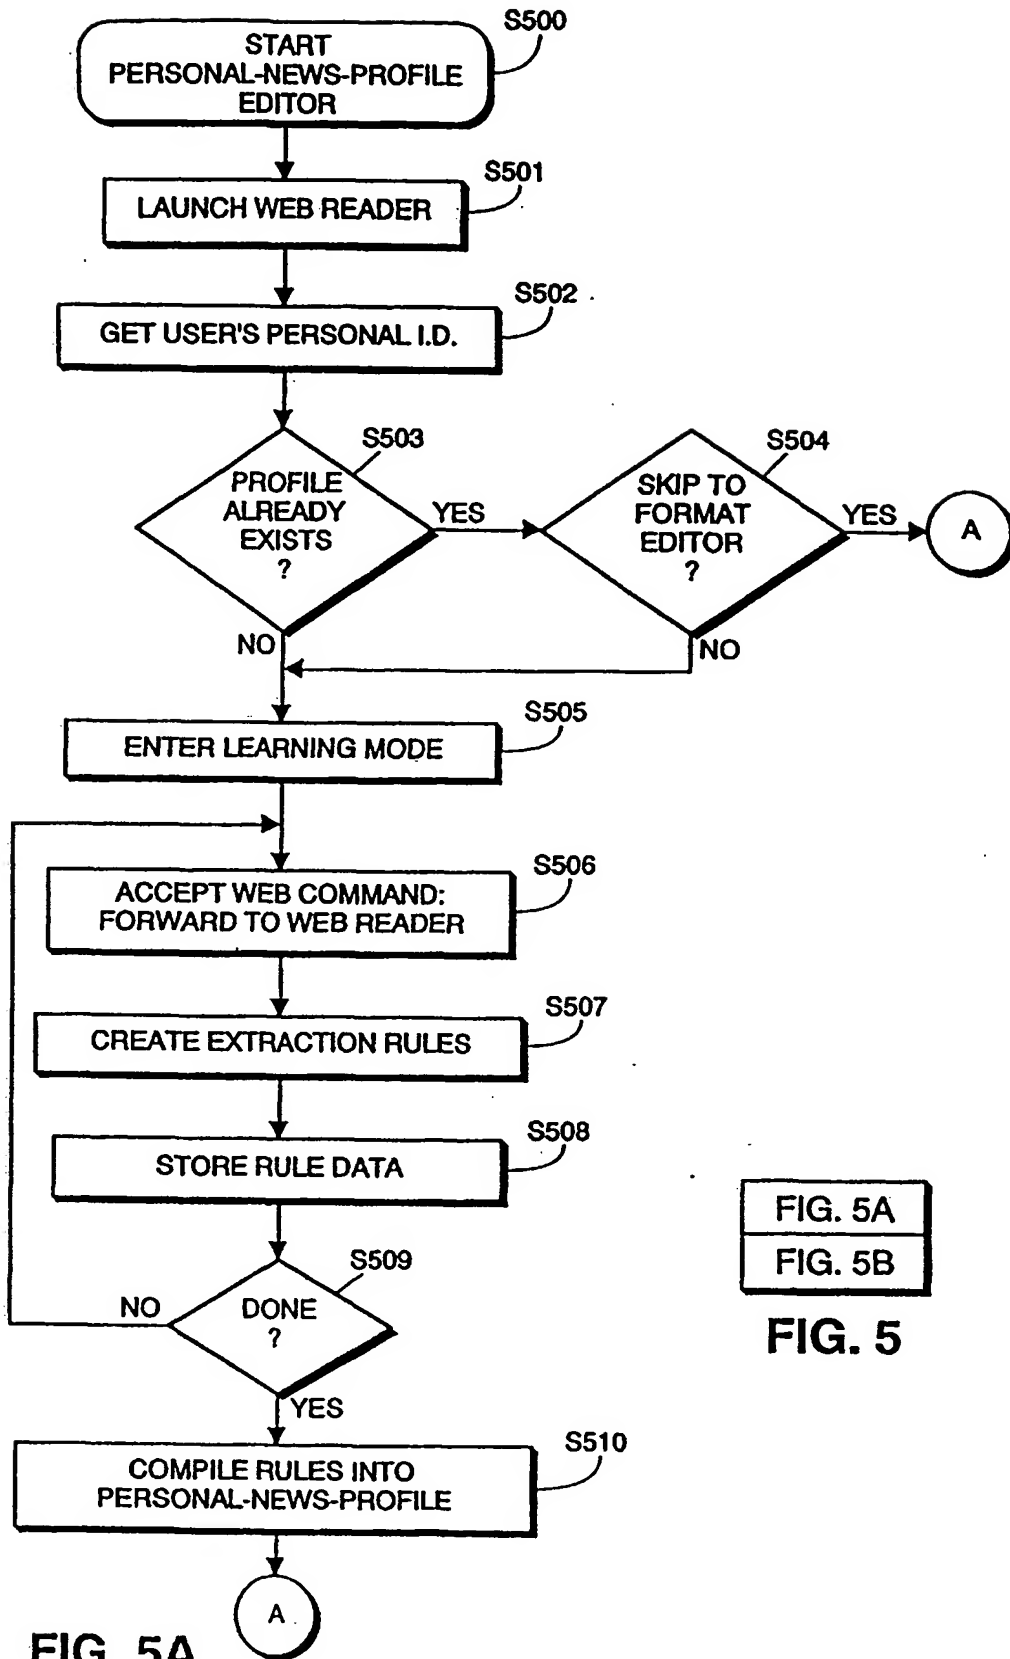 S500
START
PERSONAL-NEWS-PROFILE
EDITOR
S501
LAUNCH WEB READER
S502
GET USER'S PERSONAL I.D.
S503
PROFILE
ALREADY
EXISTS
?
YES
NO
S504
SKIP TO
FORMAT
EDITOR
?
YES
NO
A
S505
ENTER LEARNING MODE
S506
ACCEPT WEB COMMAND:
FORWARD TO WEB READER
S507
CREATE EXTRACTION RULES
S508
STORE RULE DATA
S509
DONE
?
NO
YES
S510
COMPILE RULES INTO
PERSONAL-NEWS-PROFILE
A
FIG. 5A
FIG. 5A
FIG. 5B
FIG. 5